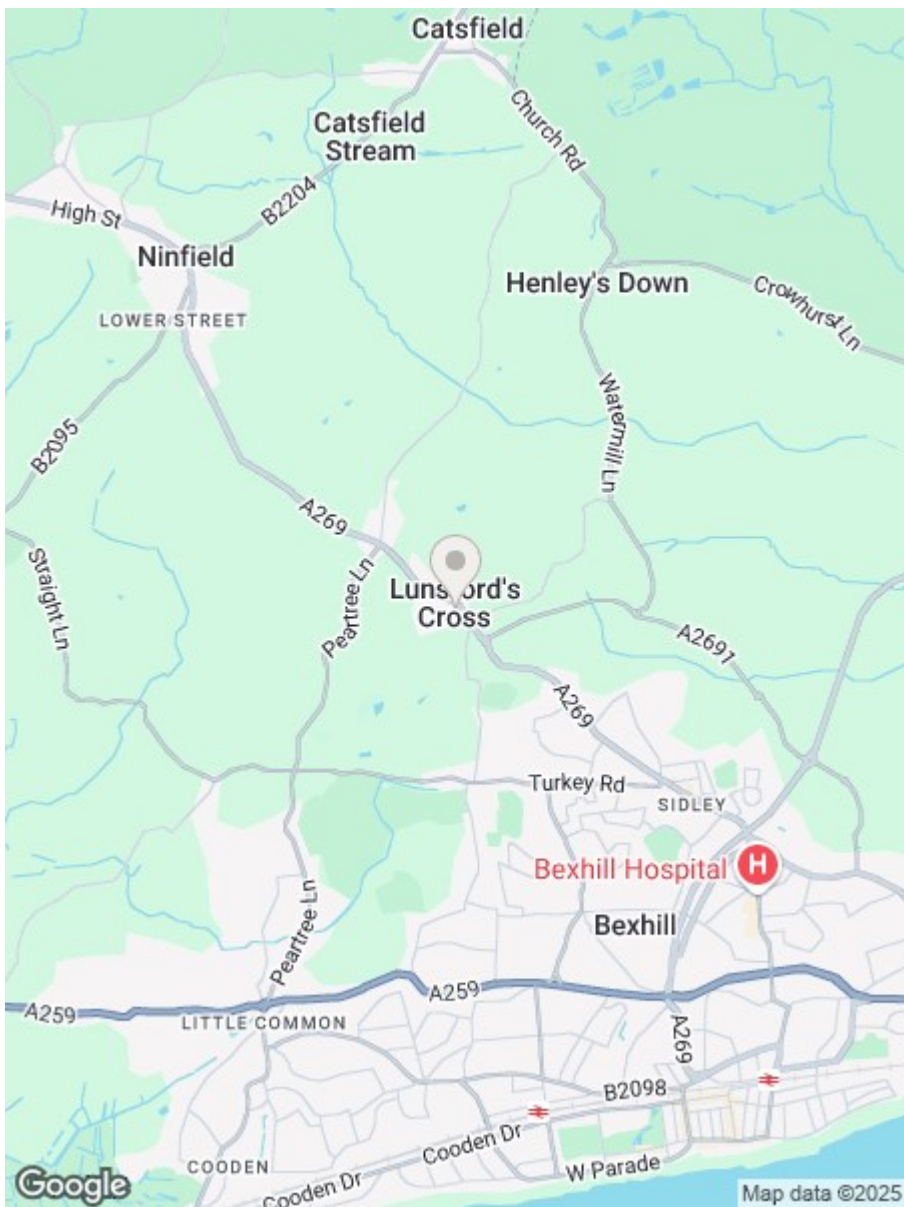 Catsfield
Church Rd
Catsfield
Stream
B2204
High St
Ninfield
Henley's Down
Crowhurst Ln
LOWER STREET
B2095
Watermill Ln
A269
Straight Ln
Peartree Ln
Lunsford's
Cross
A2691
A269
Turkey Rd
SIDLEY
Bexhill Hospital
H
Bexhill
Peartree Ln
A259
A259
LITTLE COMMON
A269
B2098
Cooden Dr
COODEN
W Parade
Cooden Dr
Google
Map data ©2025